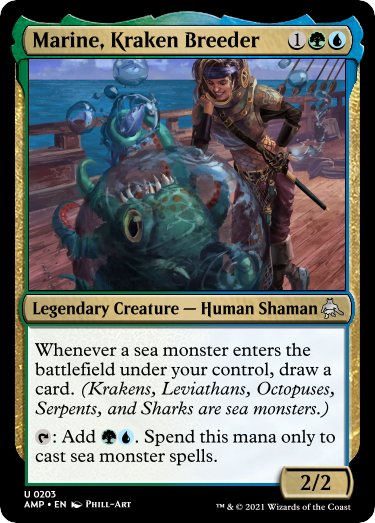 Marine, Kraken Breeder 1
Legendary Creature — Human Shaman
Whenever a sea monster enters the
battlefield under your control, draw a
card. (Krakens, Leviathans, Octopuses,
Serpents, and Sharks are sea monsters.)
: Add . Spend this mana only to
cast sea monster spells.
2/2
U 0203
AMP • EN Phill-Art
™ & © 2021 Wizards of the Coast